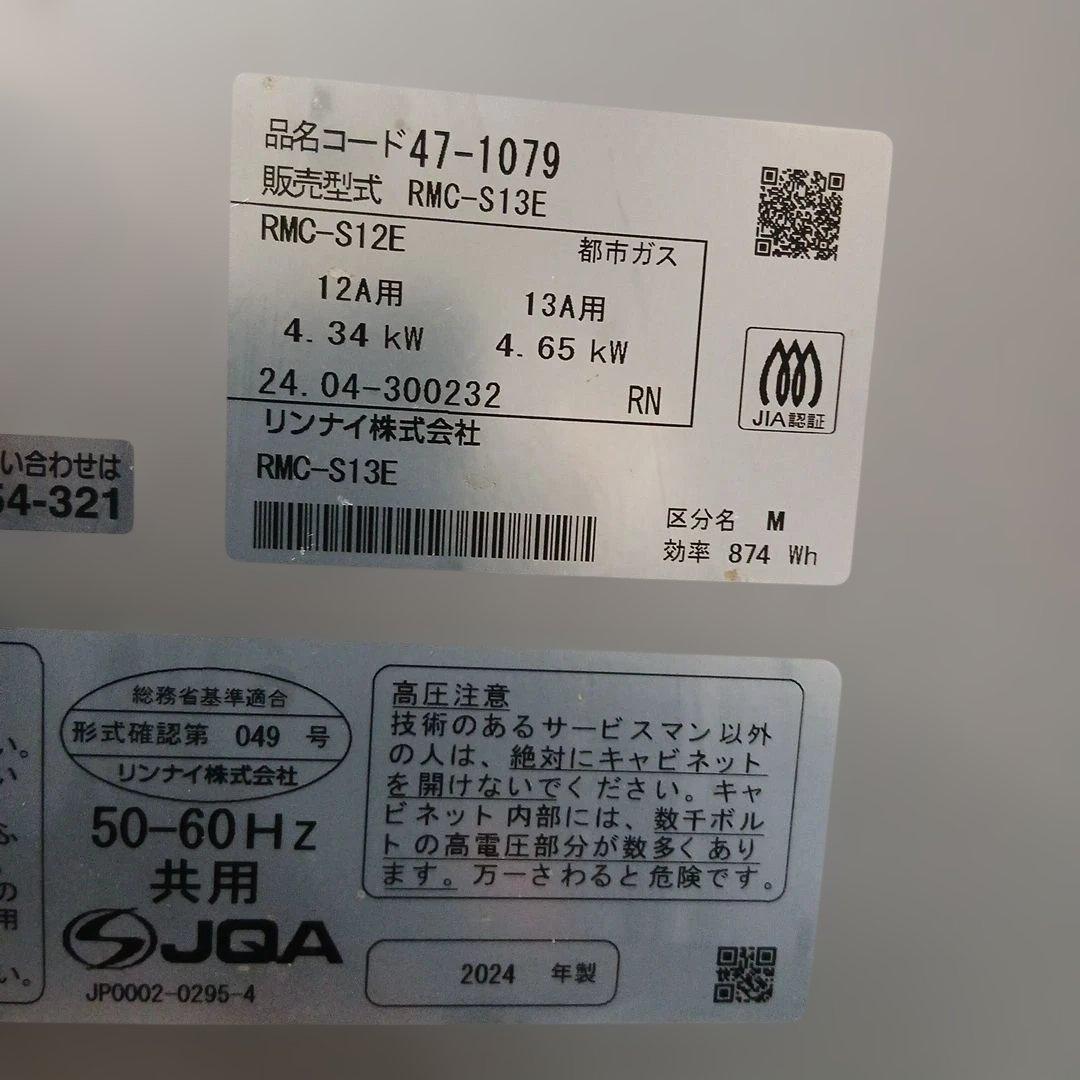 品名コード47-1079
販売型式 RMC-S13E
RMC-S12E 都市ガス
12A用 13A用
4.34 kW 4.65 kW
24.04-300232 RN
リンナイ株式会社
RMC-S13E
JIA認証
区分名 M
効率 874 Wh
い合わせは
54-321
総務省基準適合
形式確認第 049 号
リンナイ株式会社
50-60Hz
共用
JQA
JP0002-0295-4
高圧注意
技術のあるサービスマン以外
の人は、絶対にキャビネット
を開けないでください。キャ
ビネット内部には、数千ボル
トの高電圧部分が数多くあり
ます。万一さわると危険です。
2024 年製
い。
い
の
用
い。